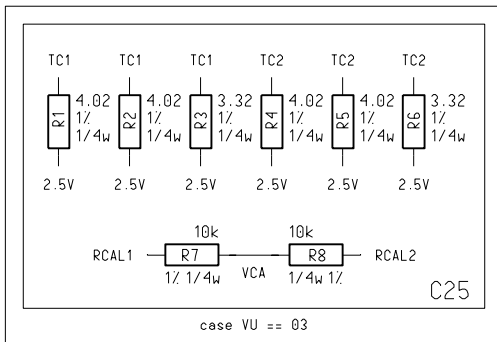 TC1 TC1 TC1 TC2 TC2 TC2
R1 4.02 1% 1/4w
R2 4.02 1% 1/4w
R3 3.32 1% 1/4w
R4 4.02 1% 1/4w
R5 4.02 1% 1/4w
R6 3.32 1% 1/4w
2.5V 2.5V 2.5V 2.5V 2.5V 2.5V
10k 10k
RCAL1 R7 R8 RCAL2
1% 1/4w VCA 1/4w 1%
C25
case VU == 03